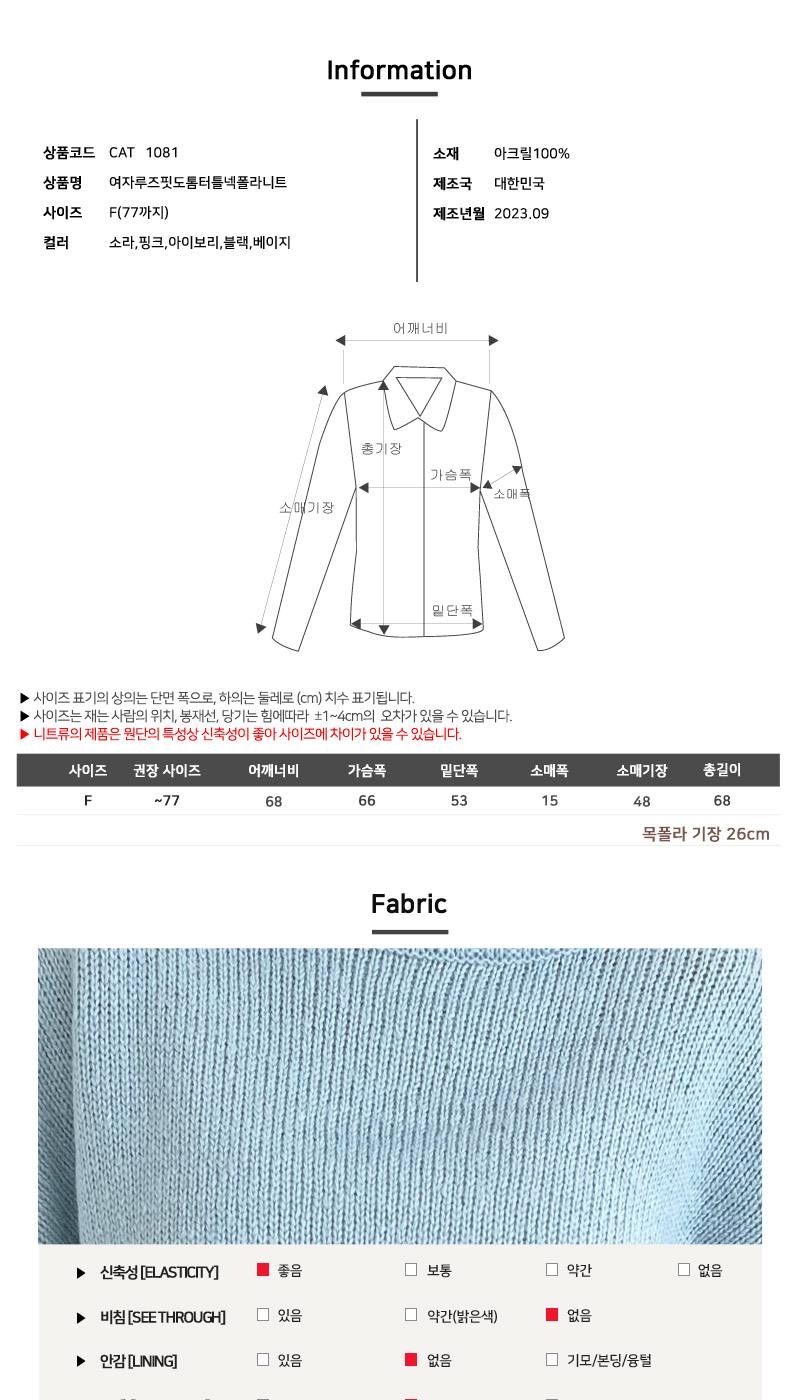 Information
상품코드 CAT 1081
상품명 여자루즈핏도톰터틀넥폴라니트
사이즈 F(77까지)
컬러 소라,핑크,아이보리,블랙,베이지
소재 아크릴100%
제조국 대한민국
제조년월 2023.09
어깨너비
총기장
가슴폭
소매폭
소매기장
밑단폭
▶ 사이즈 표기의 상의는 단면 폭으로, 하의는 둘레로 (cm) 치수 표기됩니다.
▶ 사이즈는 재는 사람의 위치, 봉재선, 당기는 힘에따라 ±1~4cm의 오차가 있을 수 있습니다.
▶ 니트류의 제품은 원단의 특성상 신축성이 좋아 사이즈에 차이가 있을 수 있습니다.
사이즈 권장 사이즈 어깨너비 가슴폭 밑단폭 소매폭 소매기장 총길이
F ~77 68 66 53 15 48 68
목폴라 기장 26cm
Fabric
▶ 신축성 [ELASTICITY] 좋음 보통 약간 없음
▶ 비침 [SEE THROUGH] 있음 약간(밝은색) 없음
▶ 안감 [LINING] 있음 없음 기모/본딩/융털